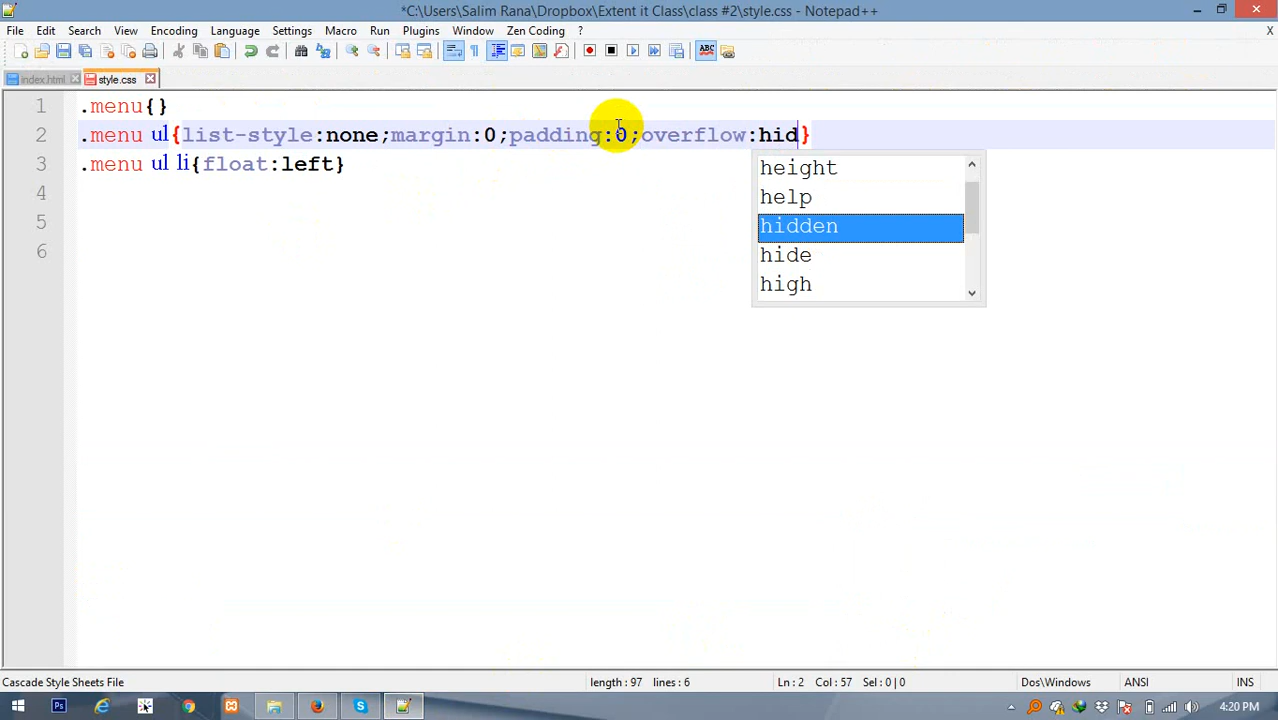 *C:\Users\Salim Rana\Dropbox\Extent it Class\class #2\style.css - Notepad++
File Edit Search View Encoding Language Settings Macro Run Plugins Window Zen Coding ? X
index.html style.css
1 .menu{}
2 .menu ul{list-style:none;margin:0;padding:0;overflow:hid}
3 .menu ul li{float:left}
4
5
6
height
help
hidden
hide
high
Cascade Style Sheets File length : 97 lines : 6 Ln : 2 Col : 57 Sel : 0 | 0 Dos\Windows ANSI INS
4:20 PM